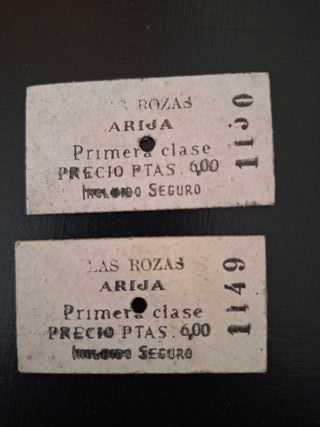 LAS ROZAS
ARIJA
Primera clase
PRECIO PTAS. 6,00
INCLUIDO SEGURO
1150
LAS ROZAS
ARIJA
Primera clase
PRECIO PTAS. 6,00
INCLUIDO SEGURO
1149